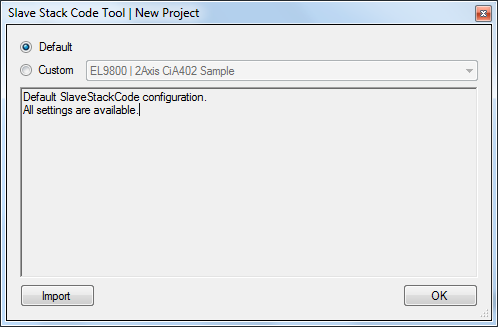 Slave Stack Code Tool | New Project
Default
Custom
EL9800 | 2Axis CiA402 Sample
Default SlaveStackCode configuration.
All settings are available.
Import
OK